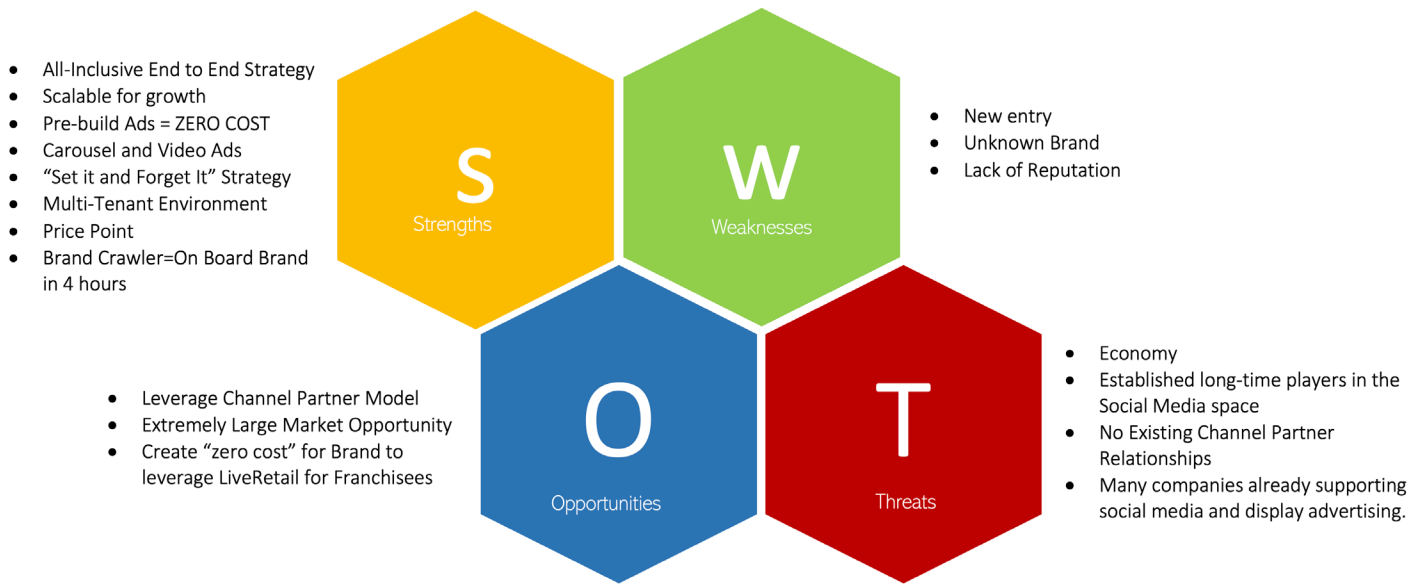 • All-Inclusive End to End Strategy
• Scalable for growth
• Pre-build Ads = ZERO COST
• Carousel and Video Ads
• “Set it and Forget It” Strategy
• Multi-Tenant Environment
• Price Point
• Brand Crawler=On Board Brand
in 4 hours
S
Strengths
W
Weaknesses
• New entry
• Unknown Brand
• Lack of Reputation
• Leverage Channel Partner Model
• Extremely Large Market Opportunity
• Create “zero cost” for Brand to
leverage LiveRetail for Franchisees
O
Opportunities
T
Threats
• Economy
• Established long-time players in the
Social Media space
• No Existing Channel Partner
Relationships
• Many companies already supporting
social media and display advertising.